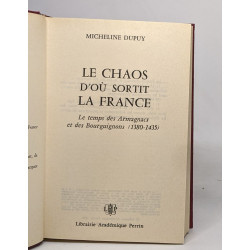 MICHELINE DUPUY
LE CHAOS
D'OÙ SORTIT
LA FRANCE
Le temps des Armagnacs
et des Bourguignons (1380-1435)
Librairie Académique Perrin